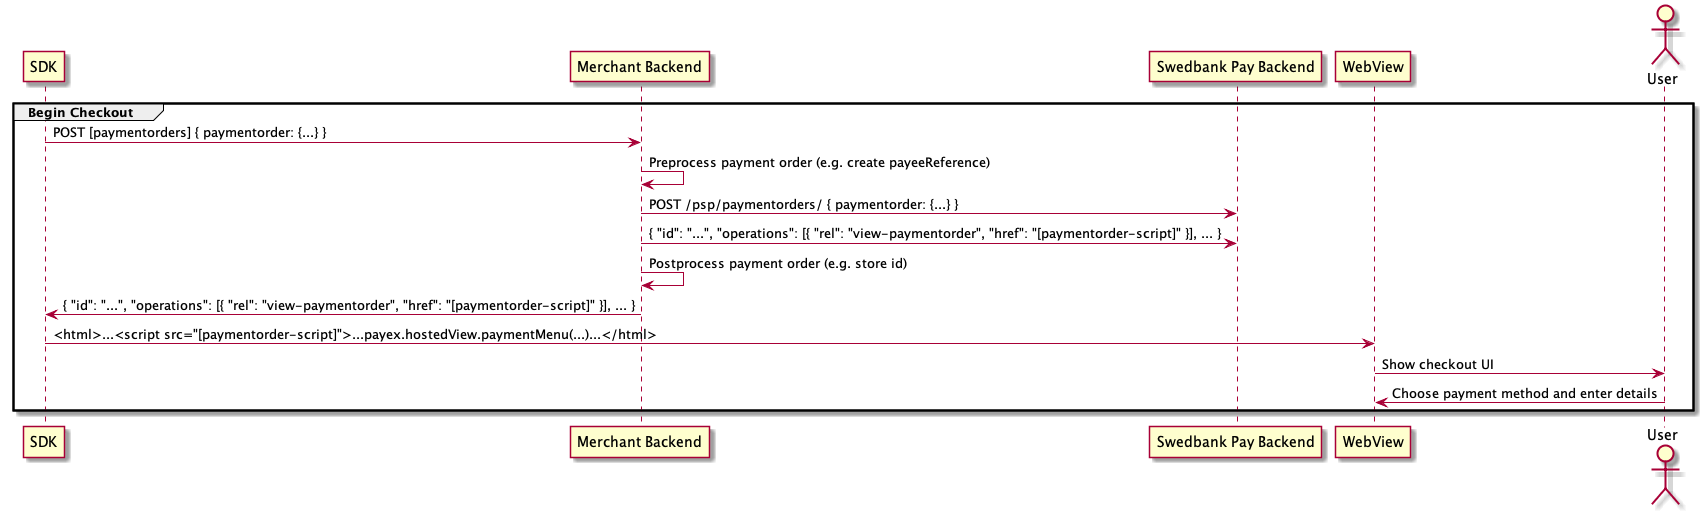 User
SDK
Merchant Backend
Swedbank Pay Backend
WebView
Begin Checkout
POST [paymentorders] { paymentorder: {...} }
Preprocess payment order (e.g. create payeeReference)
POST /psp/paymentorders/ { paymentorder: {...} }
{ "id": "...", "operations": [{ "rel": "view-paymentorder", "href": "[paymentorder-script]" }], ... }
Postprocess payment order (e.g. store id)
{ "id": "...", "operations": [{ "rel": "view-paymentorder", "href": "[paymentorder-script]" }], ... }
<html>...<script src="[paymentorder-script]">...payex.hostedView.paymentMenu(...)...</html>
Show checkout UI
Choose payment method and enter details
SDK
Merchant Backend
Swedbank Pay Backend
WebView
User